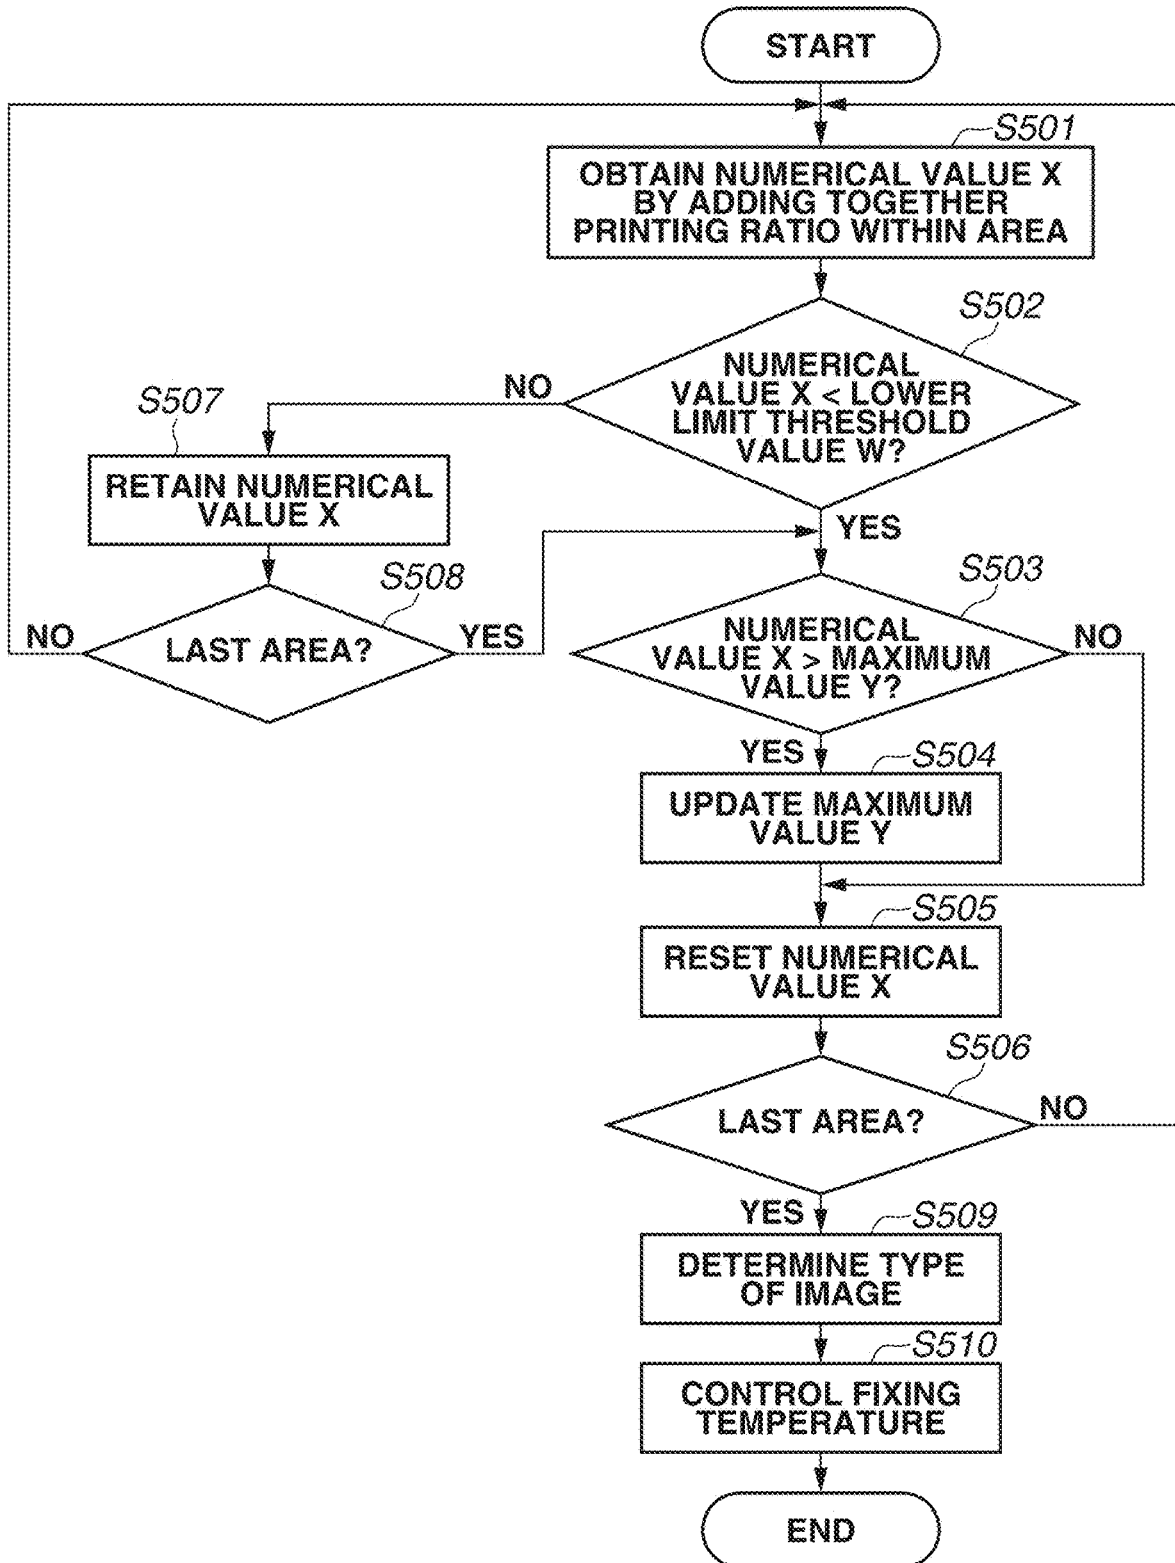 START
S501
OBTAIN NUMERICAL VALUE X
BY ADDING TOGETHER
PRINTING RATIO WITHIN AREA
S502
NUMERICAL
VALUE X < LOWER
LIMIT THRESHOLD
VALUE W?
NO
YES
S507
RETAIN NUMERICAL
VALUE X
S508
LAST AREA?
NO
YES
S503
NUMERICAL
VALUE X > MAXIMUM
VALUE Y?
NO
YES
S504
UPDATE MAXIMUM
VALUE Y
S505
RESET NUMERICAL
VALUE X
S506
LAST AREA?
NO
YES
S509
DETERMINE TYPE
OF IMAGE
S510
CONTROL FIXING
TEMPERATURE
END